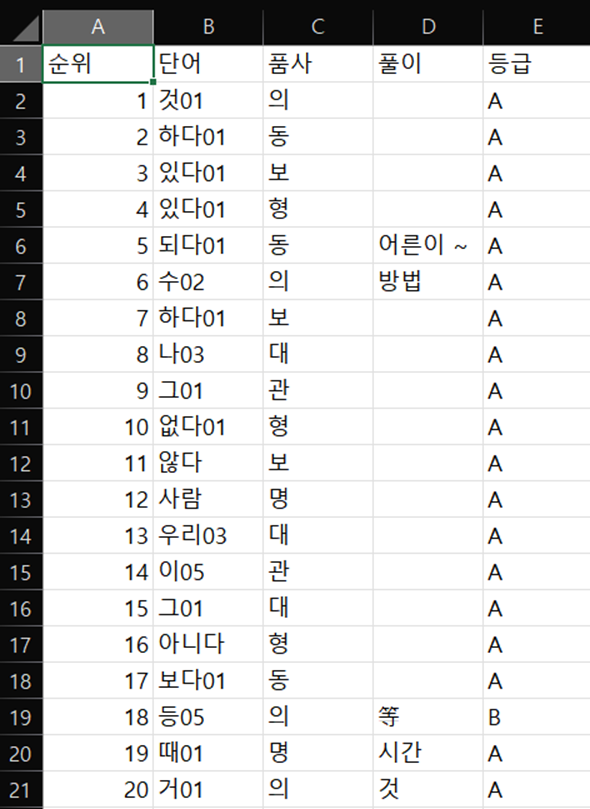 A B C D E
1 순위 단어 품사 풀이 등급
2 1 것01 의 A
3 2 하다01 동 A
4 3 있다01 보 A
5 4 있다01 형 A
6 5 되다01 동 어른이 ~ A
7 6 수02 의 방법 A
8 7 하다01 보 A
9 8 나03 대 A
10 9 그01 관 A
11 10 없다01 형 A
12 11 않다 보 A
13 12 사람 명 A
14 13 우리03 대 A
15 14 이05 관 A
16 15 그01 대 A
17 16 아니다 형 A
18 17 보다01 동 A
19 18 등05 의 等 B
20 19 때01 명 시간 A
21 20 거01 의 것 A